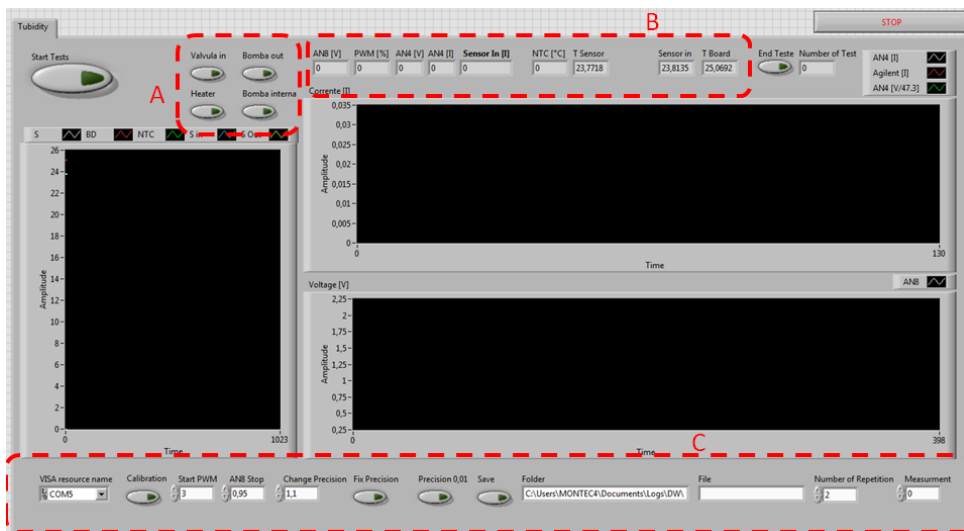 Tubidity
STOP
B
Start Tests
Valvula in Bomba out
Heater Bomba interna
A
AN8 [V] PWM [%] AN4 [V] AN4 [I] Sensor In [I] NTC [°C] T Sensor Sensor in T Board End Teste Number of Test
0 0 0 0 0 0 23,7718 23,8135 25,0692 0
AN4 [I]
Agilent [I]
AN4 [V/47.3]
S BD NTC S in S Out
26
24
22
20
18
16
14
12
10
8
6
4
2
0
Amplitude
0 1023
Time
Corrente [I]
0,035
0,03
0,025
0,02
0,015
0,01
0,005
0
Amplitude
0 130
Time
Voltage [V]
AN8
2,25
2
1,75
1,5
1,25
1
0,75
0,5
0,25
Amplitude
0 398
Time
C
VISA resource name Calibration Start PWM AN8 Stop Change Precision Fix Precision Precision 0,01 Save Folder File Number of Repetition Measurment
COM5 3 0,95 1,1 C:\Users\MONTEC4\Documents\Logs\DW\ 2 0